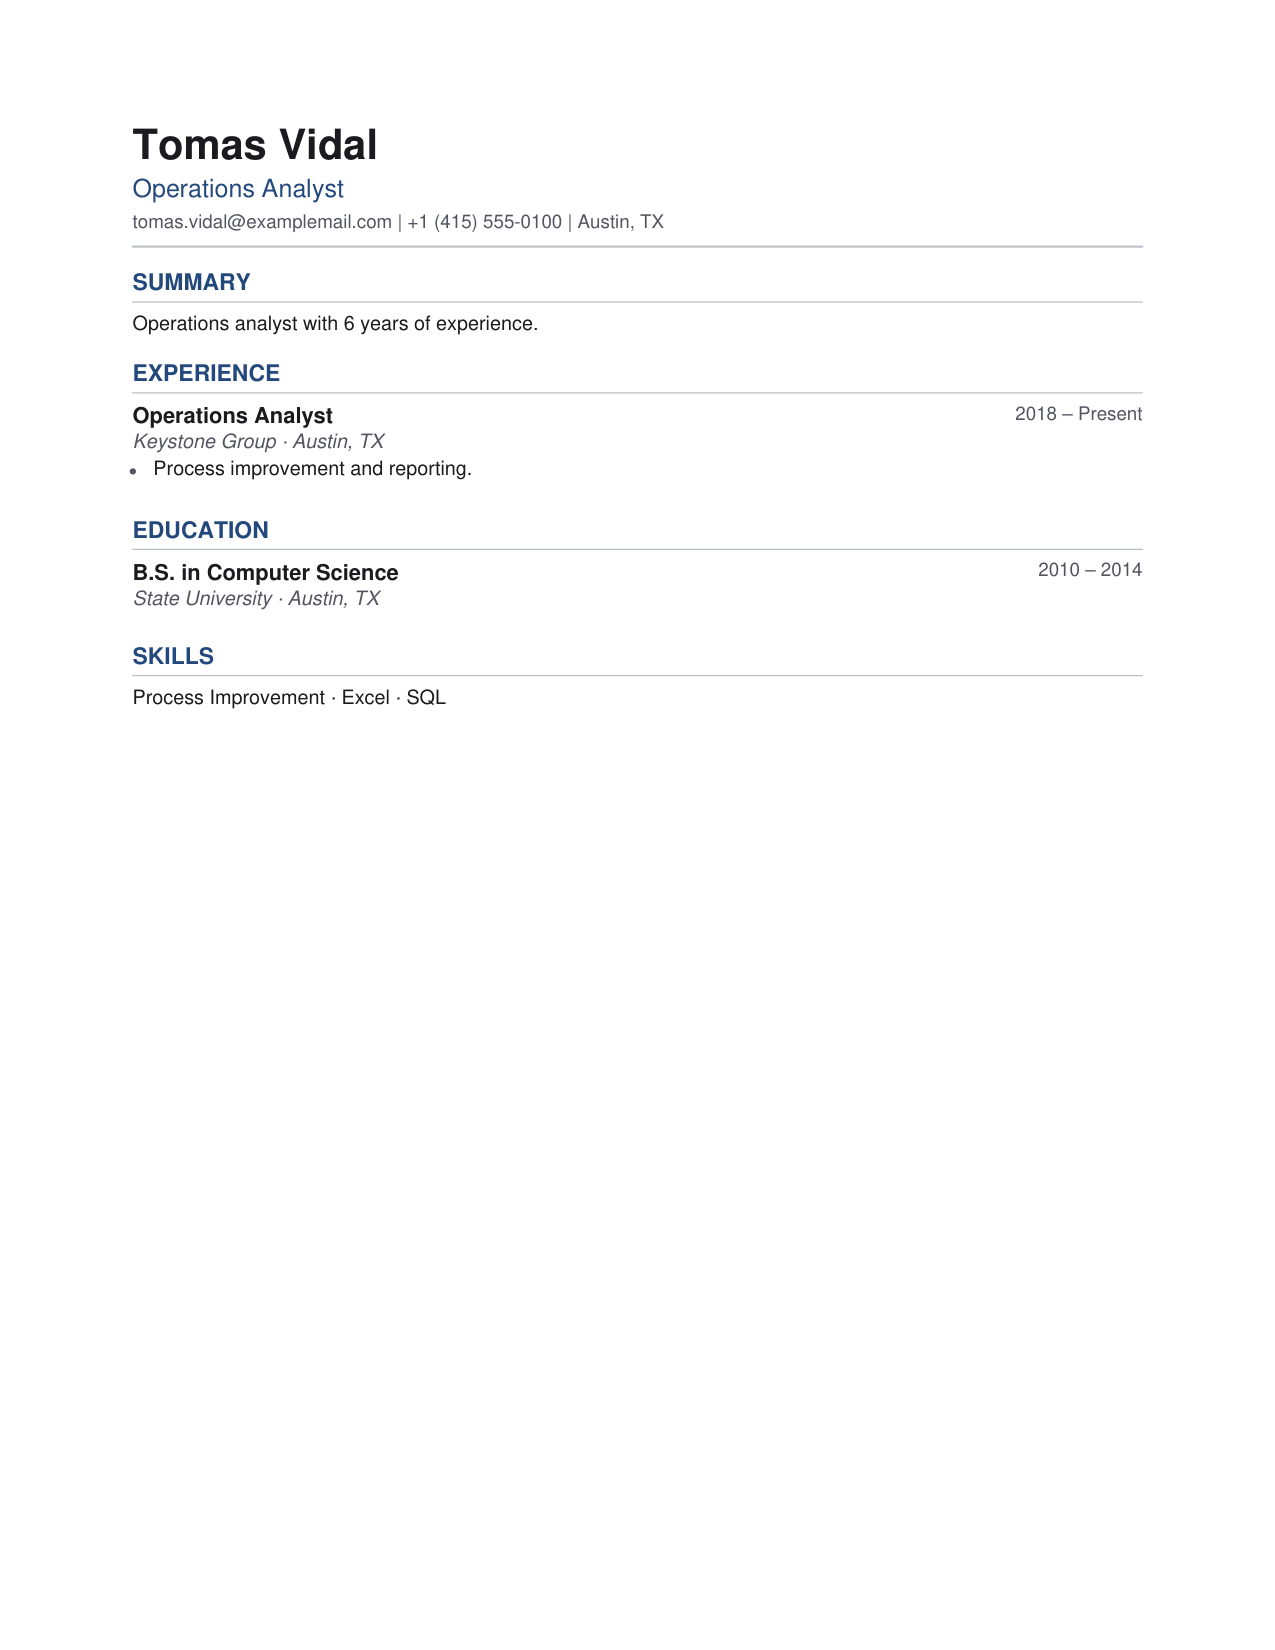 Tomas Vidal
Operations Analyst
tomas.vidal@examplemail.com | +1 (415) 555-0100 | Austin, TX
SUMMARY
Operations analyst with 6 years of experience.
EXPERIENCE
Operations Analyst 2018 – Present
Keystone Group · Austin, TX
• Process improvement and reporting.
EDUCATION
B.S. in Computer Science 2010 – 2014
State University · Austin, TX
SKILLS
Process Improvement · Excel · SQL